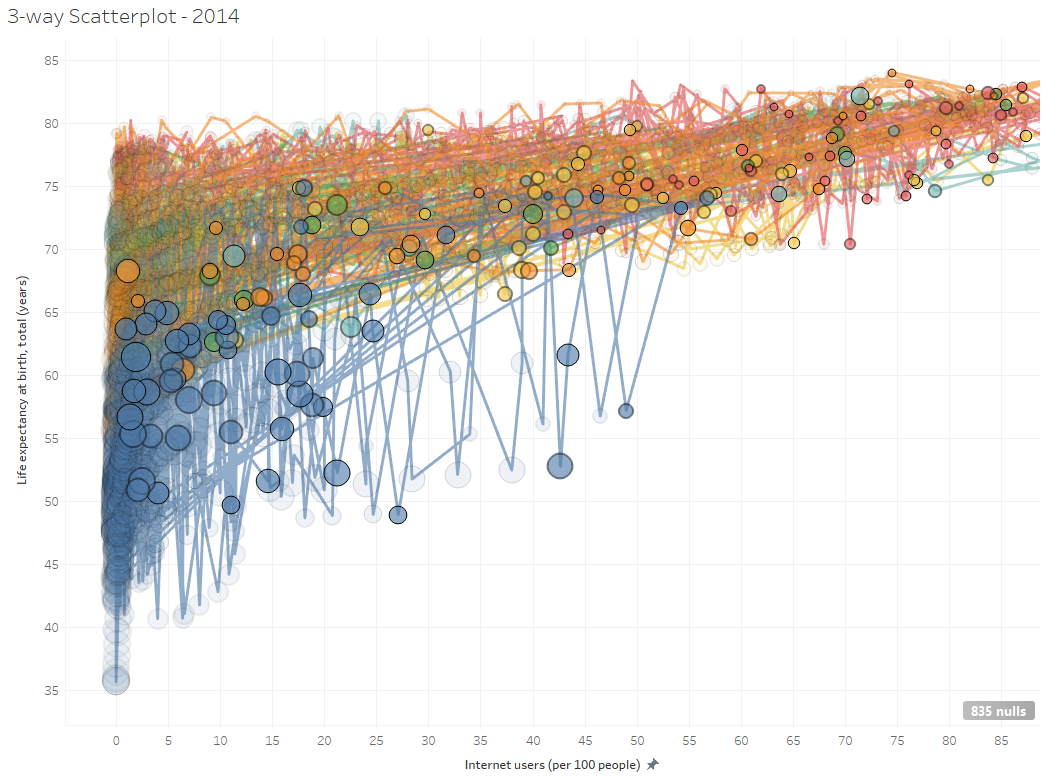 3-way Scatterplot - 2014
85
80
75
70
65
60
55
50
45
40
35
Life expectancy at birth, total (years)
835 nulls
0 5 10 15 20 25 30 35 40 45 50 55 60 65 70 75 80 85
Internet users (per 100 people)